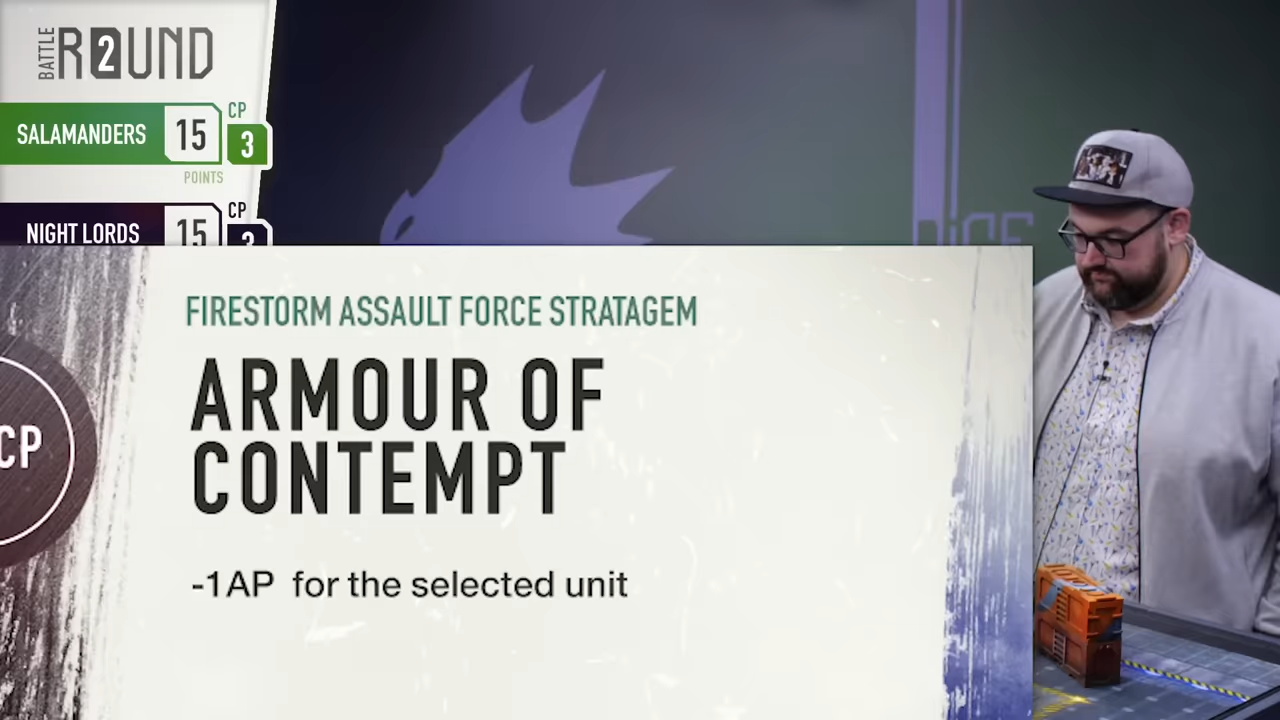 BATTLE
ROUND
2
SALAMANDERS 15 CP 3
POINTS
NIGHT LORDS 15 CP
FIRESTORM ASSAULT FORCE STRATAGEM
ARMOUR OF
CONTEMPT
CP
-1AP for the selected unit